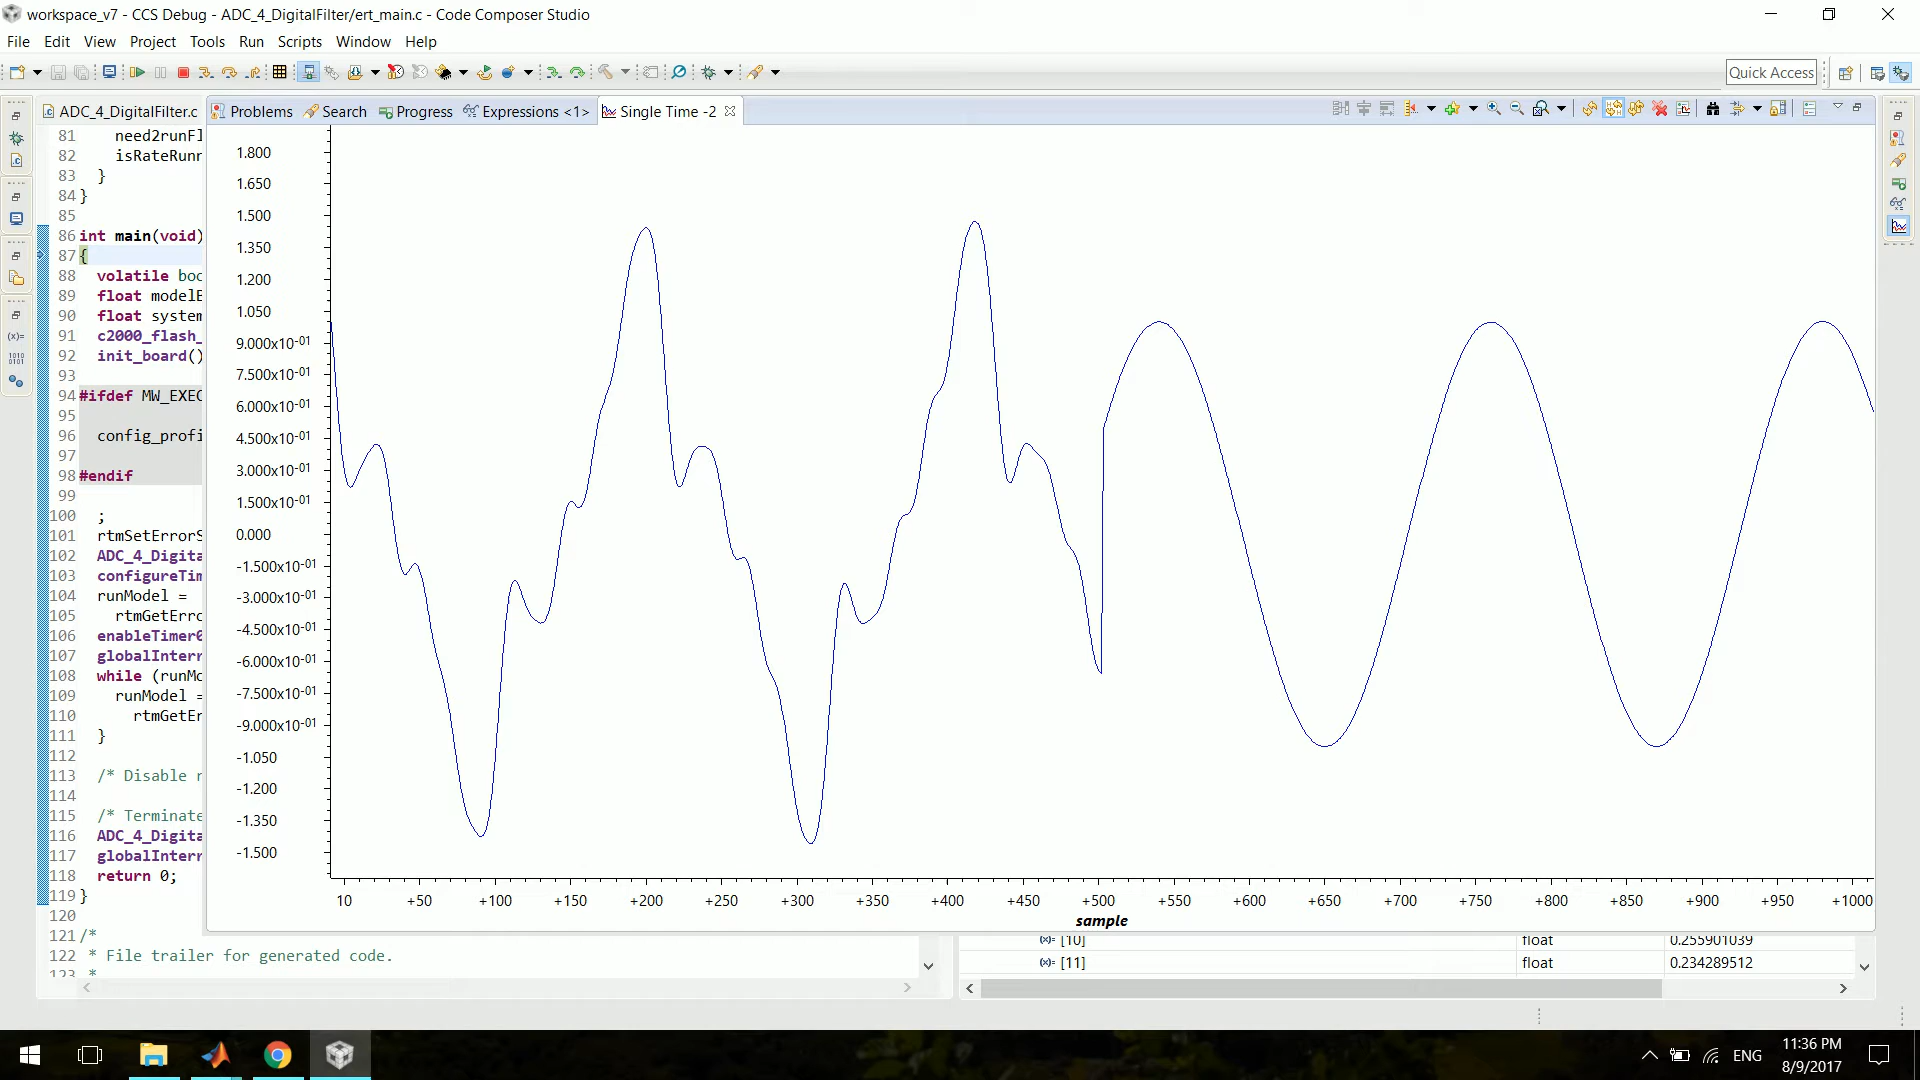 workspace_v7 - CCS Debug - ADC_4_DigitalFilter/ert_main.c - Code Composer Studio
File Edit View Project Tools Run Scripts Window Help
Quick Access
ADC_4_DigitalFilter.c
Problems Search Progress Expressions <1> Single Time -2
81 need2runFl
82 isRateRunn
83 }
84 }
85
86 int main(void)
87 {
88 volatile boo
89 float modelB
90 float system
91 c2000_flash_
92 init_board()
93
94 #ifdef MW_EXEC
95
96 config_profi
97
98 #endif
99
100 ;
101 rtmSetErrorS
102 ADC_4_Digita
103 configureTim
104 runModel =
105 rtmGetErro
106 enableTimer0
107 globalInterr
108 while (runMo
109 runModel =
110 rtmGetEr
111 }
112
113 /* Disable r
114
115 /* Terminate
116 ADC_4_Digita
117 globalInterr
118 return 0;
119 }
120
121 /*
122 * File trailer for generated code.
123 *
1.800
1.650
1.500
1.350
1.200
1.050
9.000x10-01
7.500x10-01
6.000x10-01
4.500x10-01
3.000x10-01
1.500x10-01
0.000
-1.500x10-01
-3.000x10-01
-4.500x10-01
-6.000x10-01
-7.500x10-01
-9.000x10-01
-1.050
-1.200
-1.350
-1.500
10 +50 +100 +150 +200 +250 +300 +350 +400 +450 +500 +550 +600 +650 +700 +750 +800 +850 +900 +950 +1000
sample
(x)= [10] float 0.255901039
(x)= [11] float 0.234289512
ENG
11:36 PM
8/9/2017